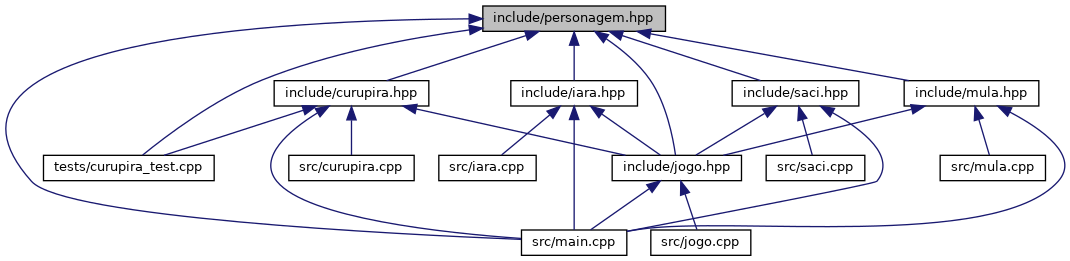 include/personagem.hpp
include/curupira.hpp
include/iara.hpp
include/saci.hpp
include/mula.hpp
tests/curupira_test.cpp
src/curupira.cpp
src/iara.cpp
include/jogo.hpp
src/saci.cpp
src/mula.cpp
src/main.cpp
src/jogo.cpp